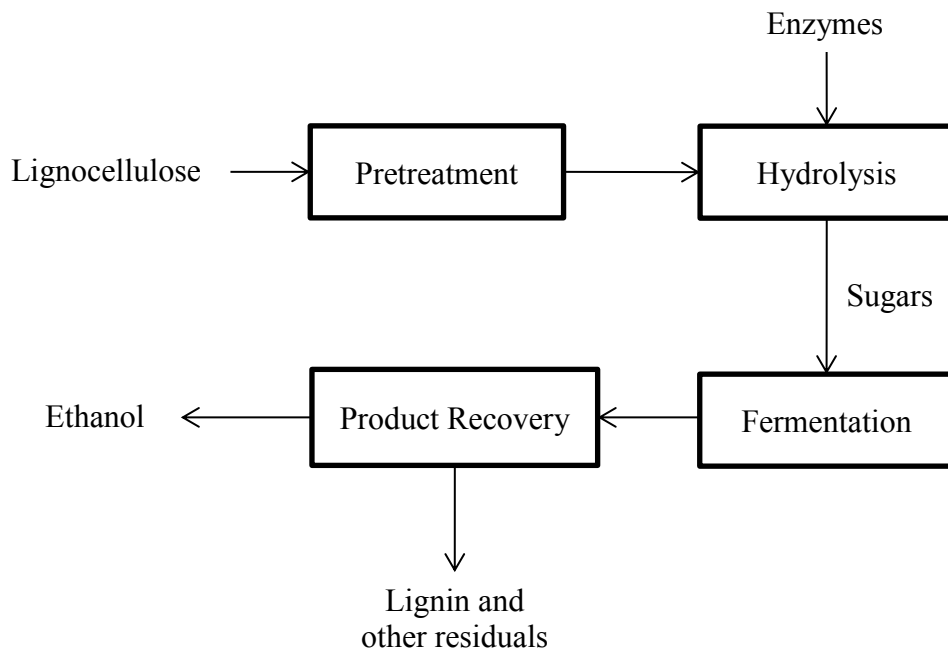 Enzymes
Lignocellulose
Pretreatment
Hydrolysis
Sugars
Ethanol
Product Recovery
Fermentation
Lignin and
other residuals